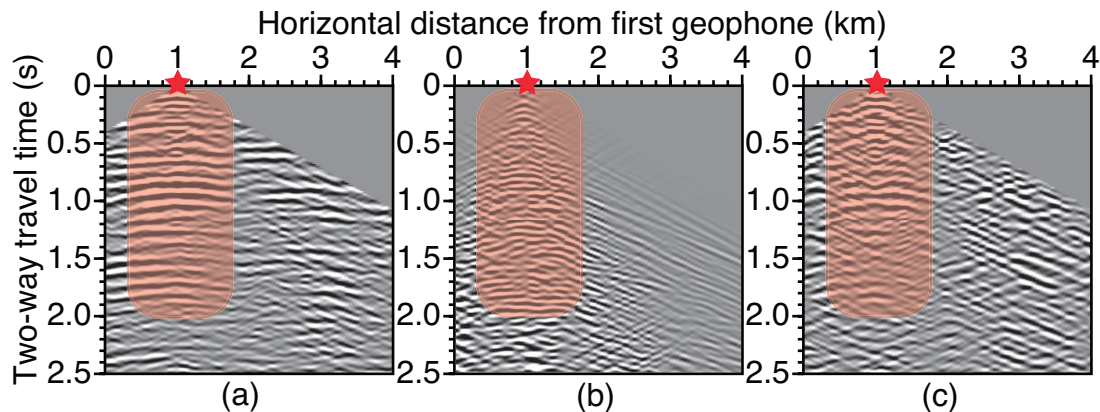 Horizontal distance from first geophone (km)
0 1 2 3 4 0 1 2 3 4 0 1 2 3 4
Two-way travel time (s)
0 0 0
0.5 0.5 0.5
1.0 1.0 1.0
1.5 1.5 1.5
2.0 2.0 2.0
2.5 2.5 2.5
(a) (b) (c)